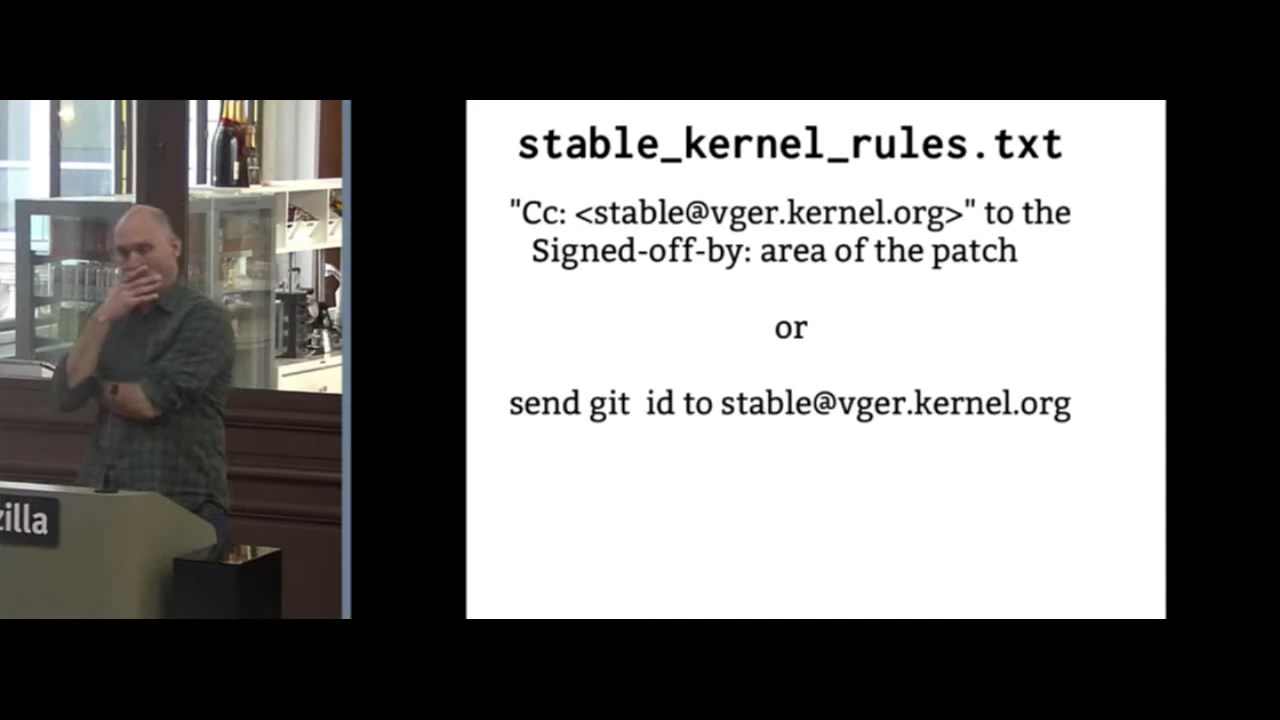 zilla
stable_kernel_rules.txt
"Cc: <stable@vger.kernel.org>" to the
Signed-off-by: area of the patch
or
send git id to stable@vger.kernel.org